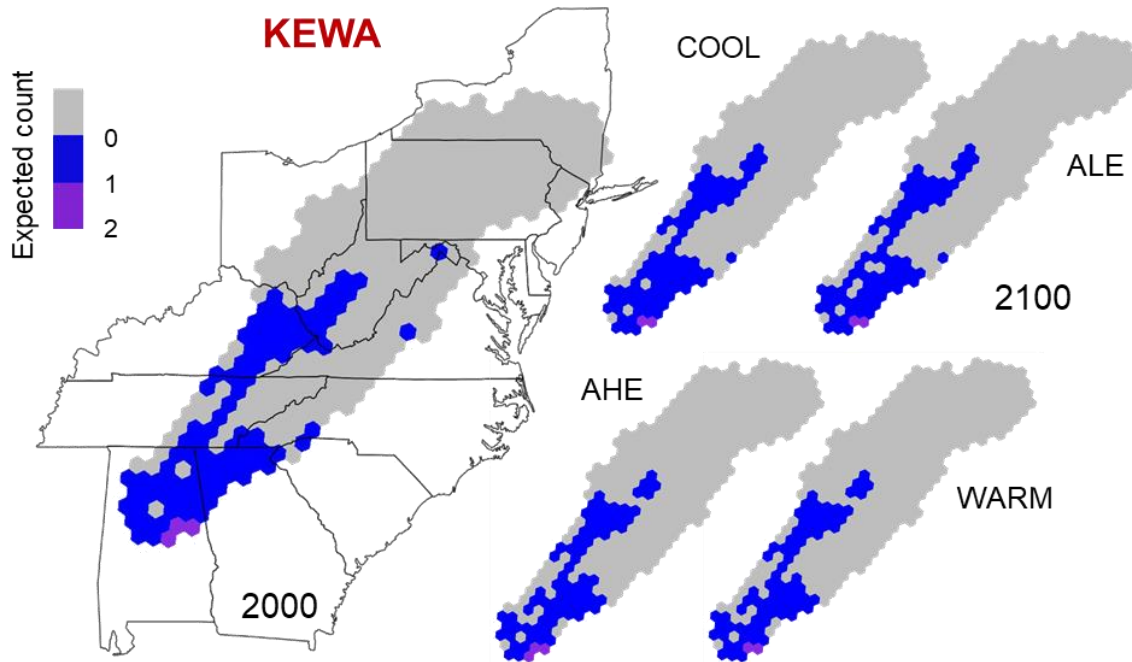 KEWA
Expected count
0
1
2
2000
COOL
ALE
2100
AHE
WARM